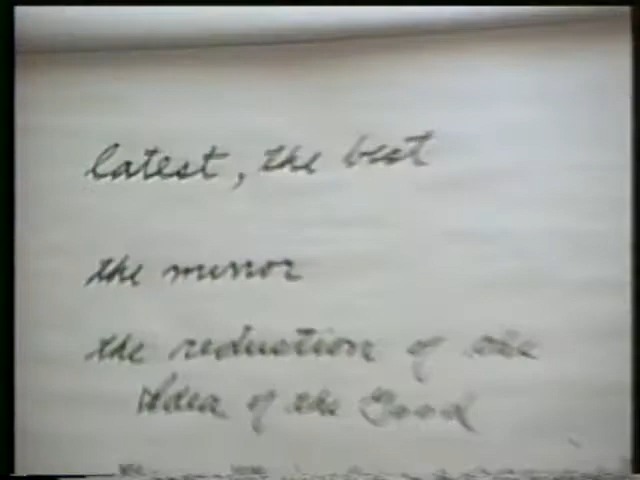 latest, the best
the mirror
the reduction of the
Idea of the Good